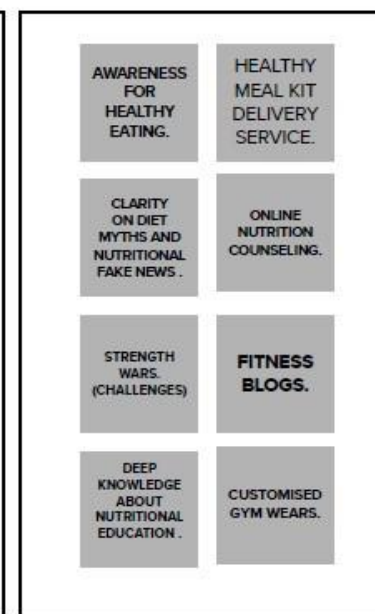 AWARENESS
FOR
HEALTHY
EATING.
HEALTHY
MEAL KIT
DELIVERY
SERVICE.
CLARITY
ON DIET
MYTHS AND
NUTRITIONAL
FAKE NEWS .
ONLINE
NUTRITION
COUNSELING.
STRENGTH
WARS.
(CHALLENGES)
FITNESS
BLOGS.
DEEP
KNOWLEDGE
ABOUT
NUTRITIONAL
EDUCATION .
CUSTOMISED
GYM WEARS.